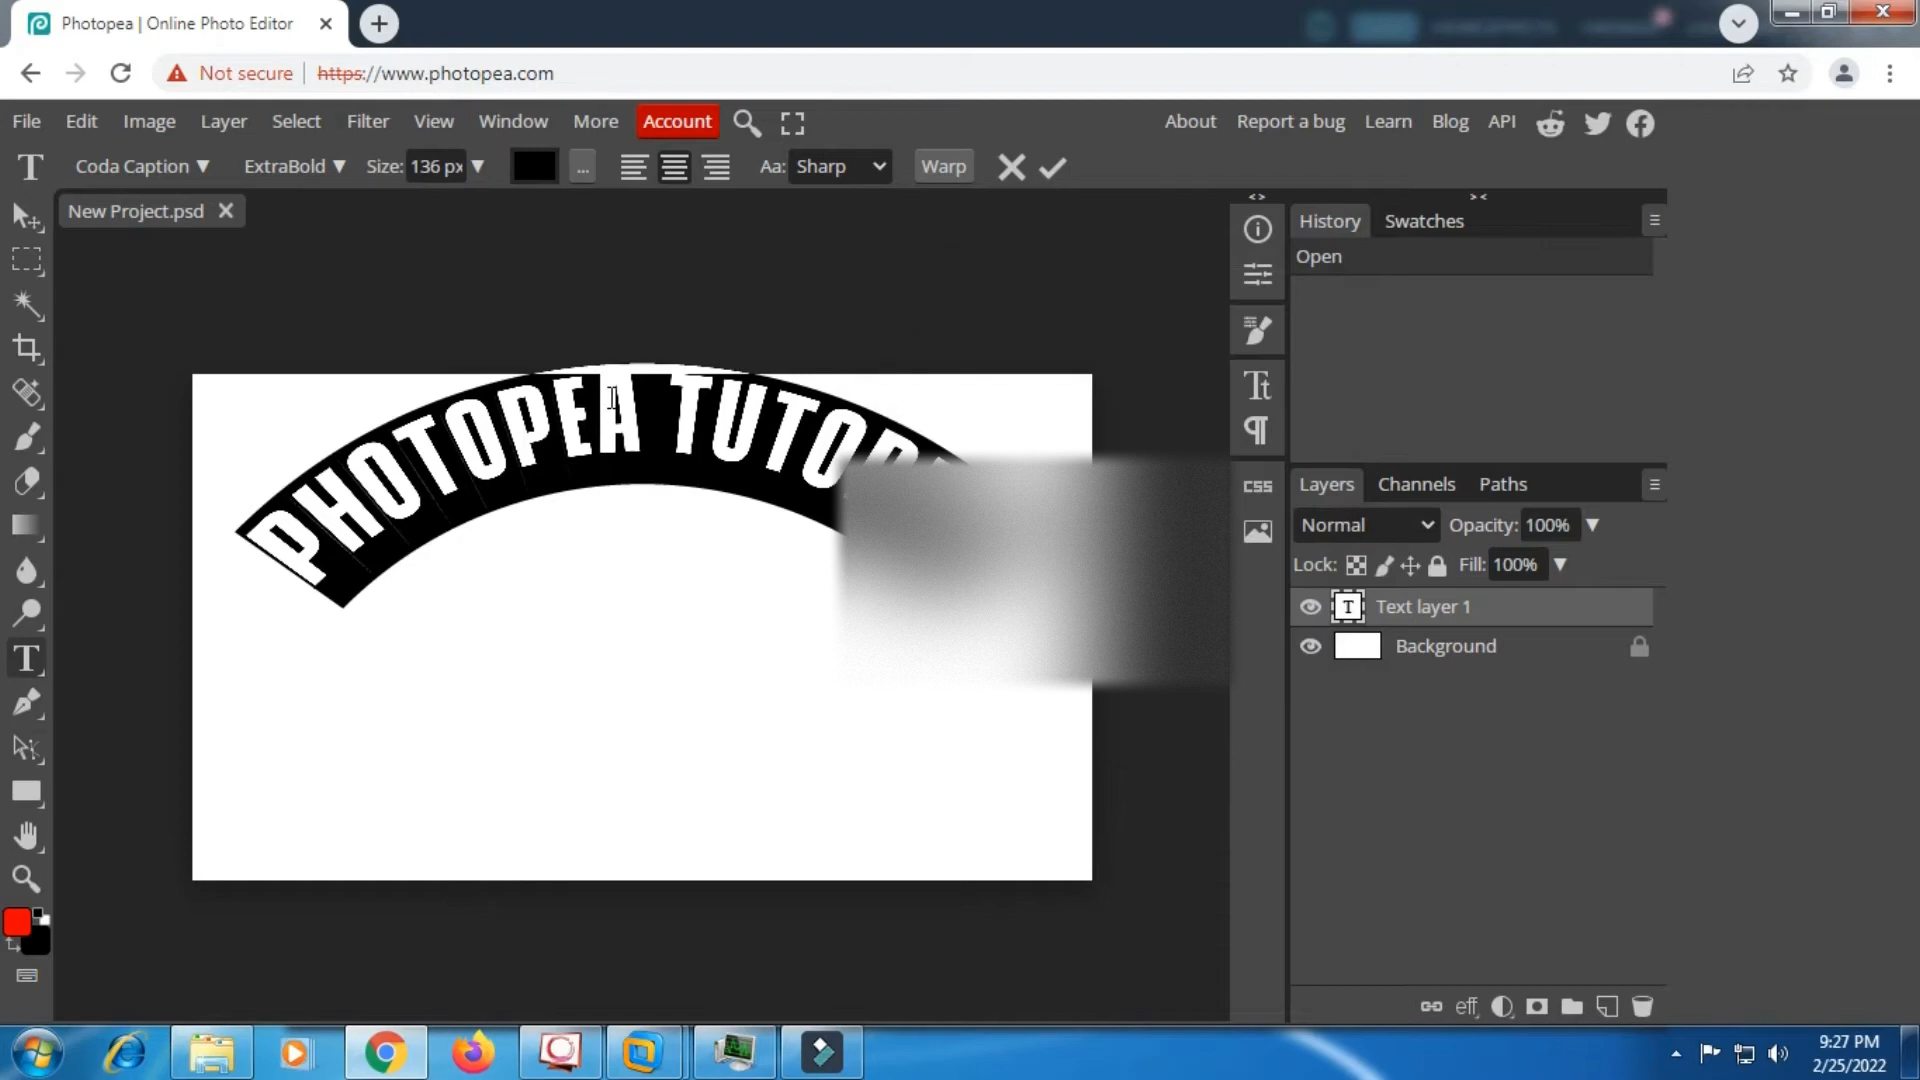 Photopea | Online Photo Editor
Not secure https://www.photopea.com
File Edit Image Layer Select Filter View Window More Account About Report a bug Learn Blog API
T Coda Caption ExtraBold Size: 136 px ... Aa: Sharp Warp
New Project.psd
History Swatches
Open
PHOTOPEA
CSS
Layers Channels Paths
Normal Opacity: 100%
Lock: Fill: 100%
T Text layer 1
Background
eff
9:27 PM
2/25/2022